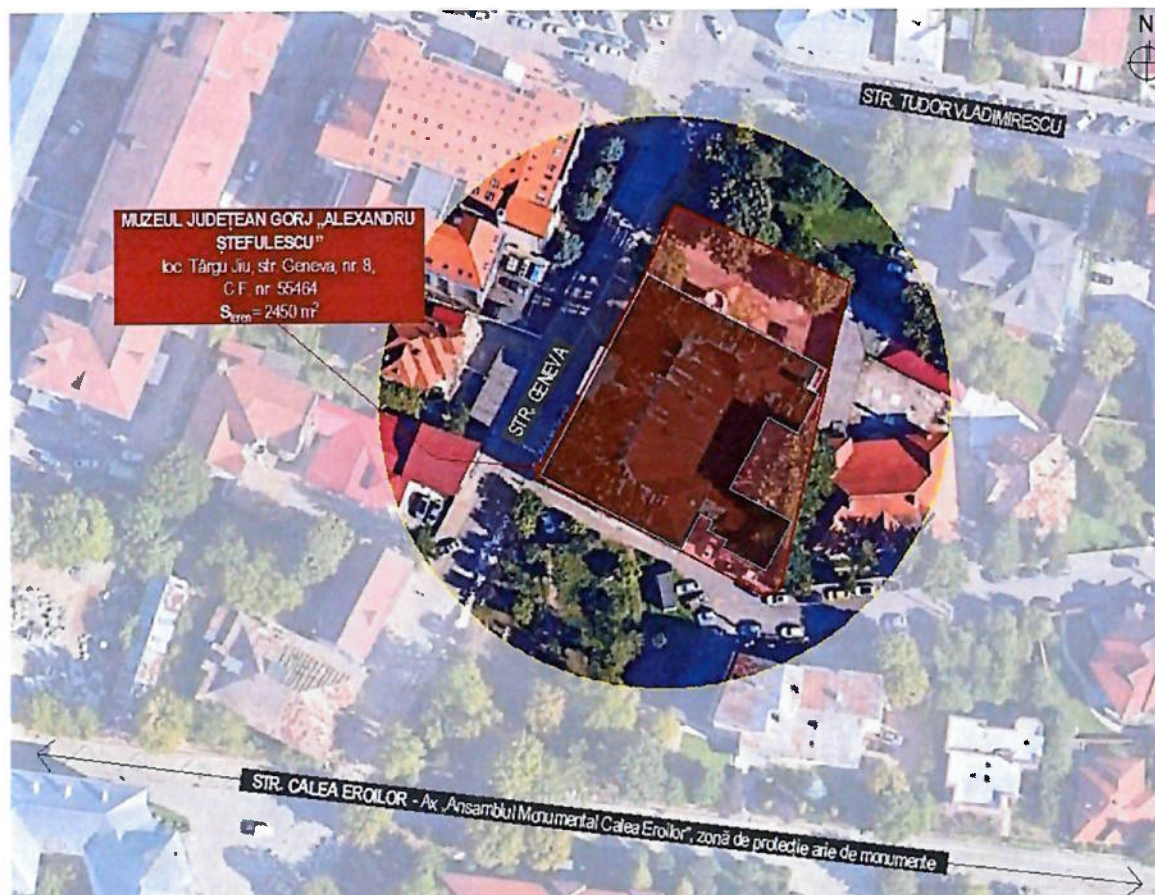 N
STR. TUDOR VLADIMIRESCU
MUZEUL JUDEȚEAN GORJ „ALEXANDRU
ȘTEFULESCU”
loc. Târgu Jiu, str. Geneva, nr. 8,
C.F. nr. 55464
Steren= 2450 m²
STR. GENEVA
STR. CALEA EROILOR - Ax „Ansamblul Monumental Calea Eroilor”, zonă de protecție arie de monumente